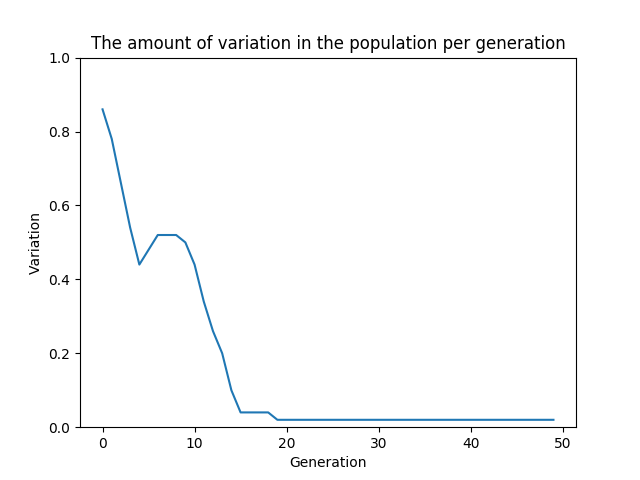 The amount of variation in the population per generation
1.0
0.8
0.6
0.4
0.2
0.0
Variation
0 10 20 30 40 50
Generation